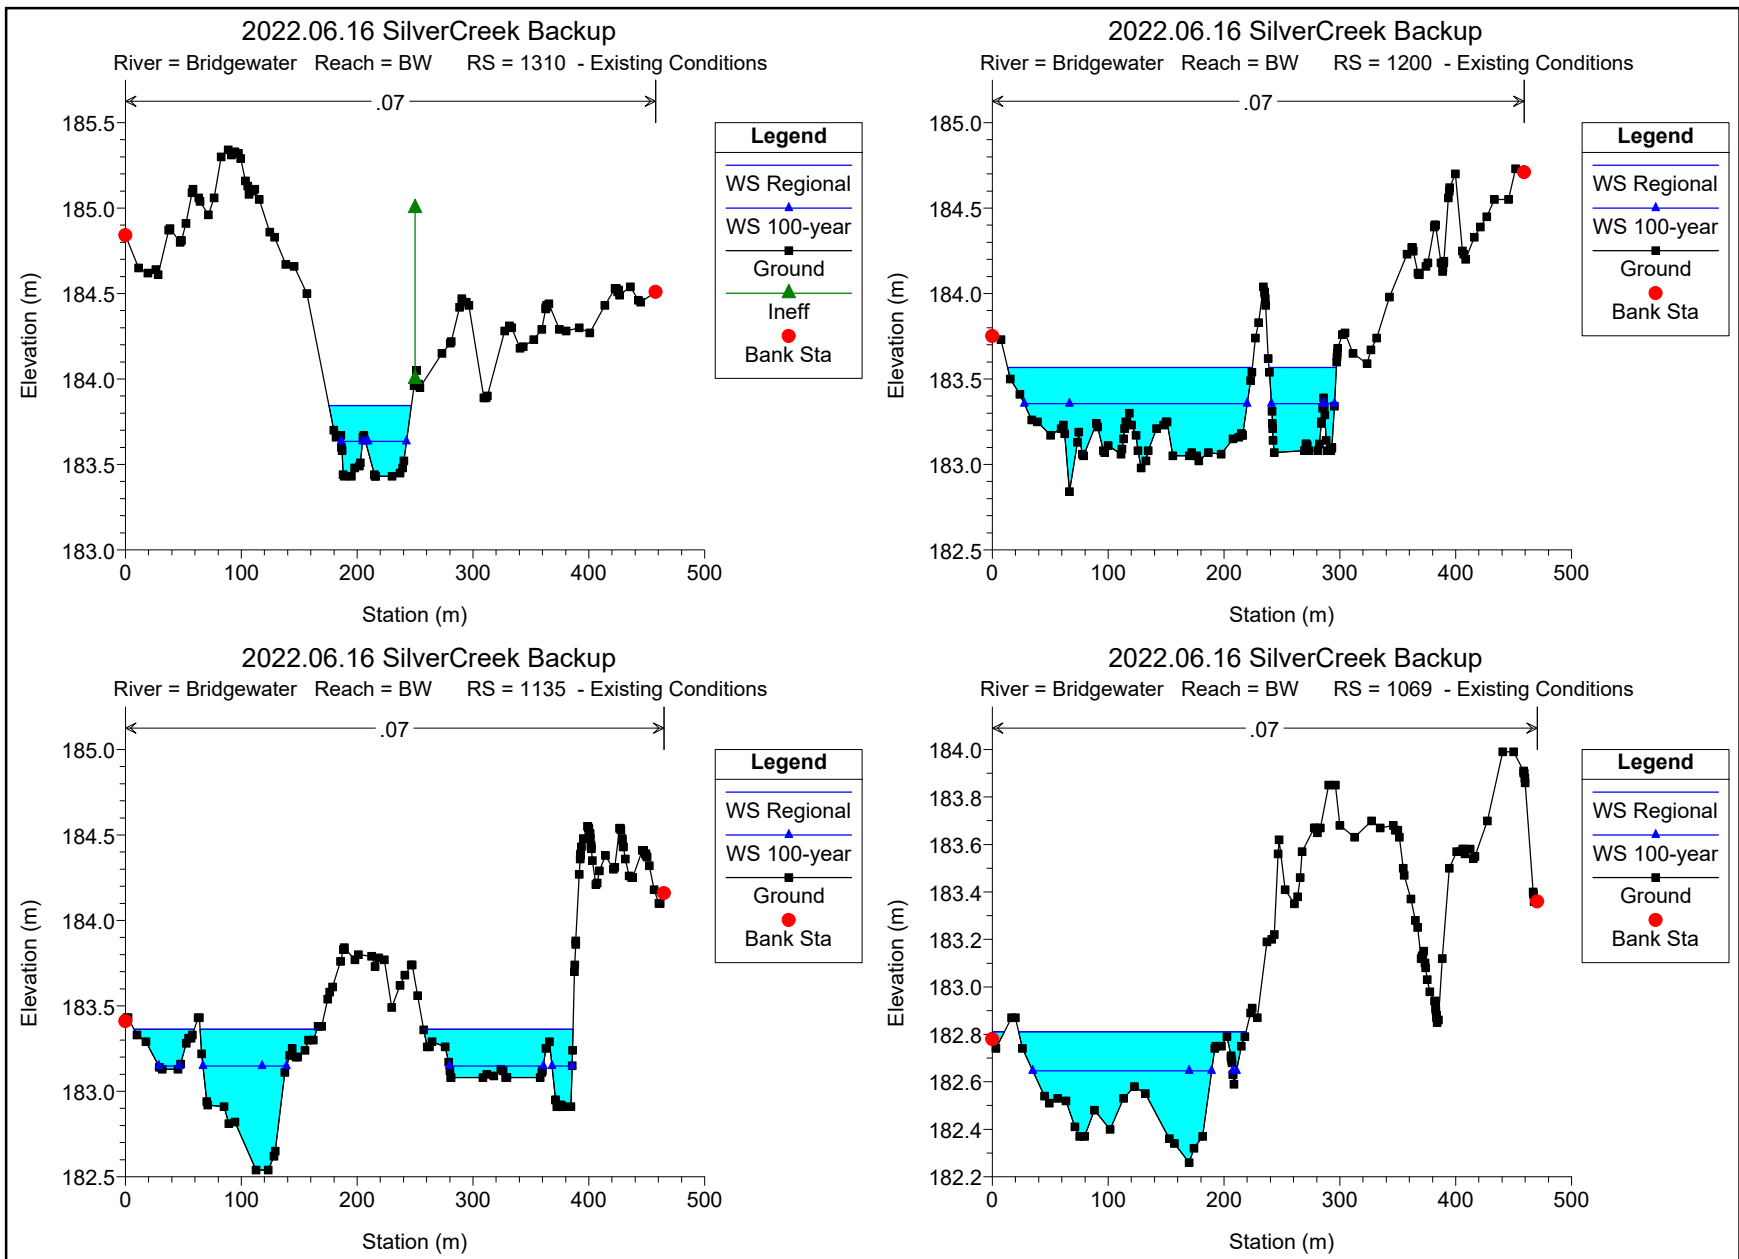 2022.06.16 SilverCreek Backup
River = Bridgewater Reach = BW RS = 1310 - Existing Conditions
.07
185.5
185.0
184.5
184.0
183.5
183.0
Elevation (m)
0 100 200 300 400 500
Station (m)
Legend
WS Regional
WS 100-year
Ground
Ineff
Bank Sta
2022.06.16 SilverCreek Backup
River = Bridgewater Reach = BW RS = 1200 - Existing Conditions
.07
185.0
184.5
184.0
183.5
183.0
182.5
Elevation (m)
0 100 200 300 400 500
Station (m)
Legend
WS Regional
WS 100-year
Ground
Bank Sta
2022.06.16 SilverCreek Backup
River = Bridgewater Reach = BW RS = 1135 - Existing Conditions
.07
185.0
184.5
184.0
183.5
183.0
182.5
Elevation (m)
0 100 200 300 400 500
Station (m)
Legend
WS Regional
WS 100-year
Ground
Bank Sta
2022.06.16 SilverCreek Backup
River = Bridgewater Reach = BW RS = 1069 - Existing Conditions
.07
184.0
183.8
183.6
183.4
183.2
183.0
182.8
182.6
182.4
182.2
Elevation (m)
0 100 200 300 400 500
Station (m)
Legend
WS Regional
WS 100-year
Ground
Bank Sta